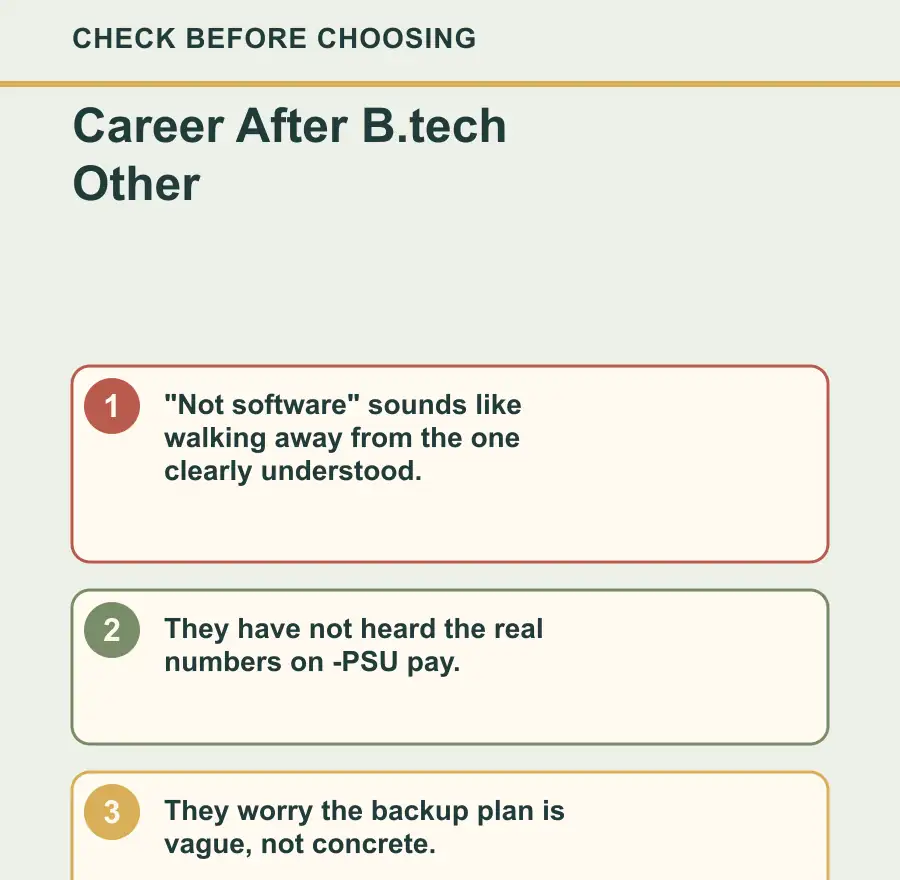 CHECK BEFORE CHOOSING
Career After B.tech
Other
1
"Not software" sounds like
walking away from the one
clearly understood.
2
They have not heard the real
numbers on -PSU pay.
3
They worry the backup plan is
vague, not concrete.